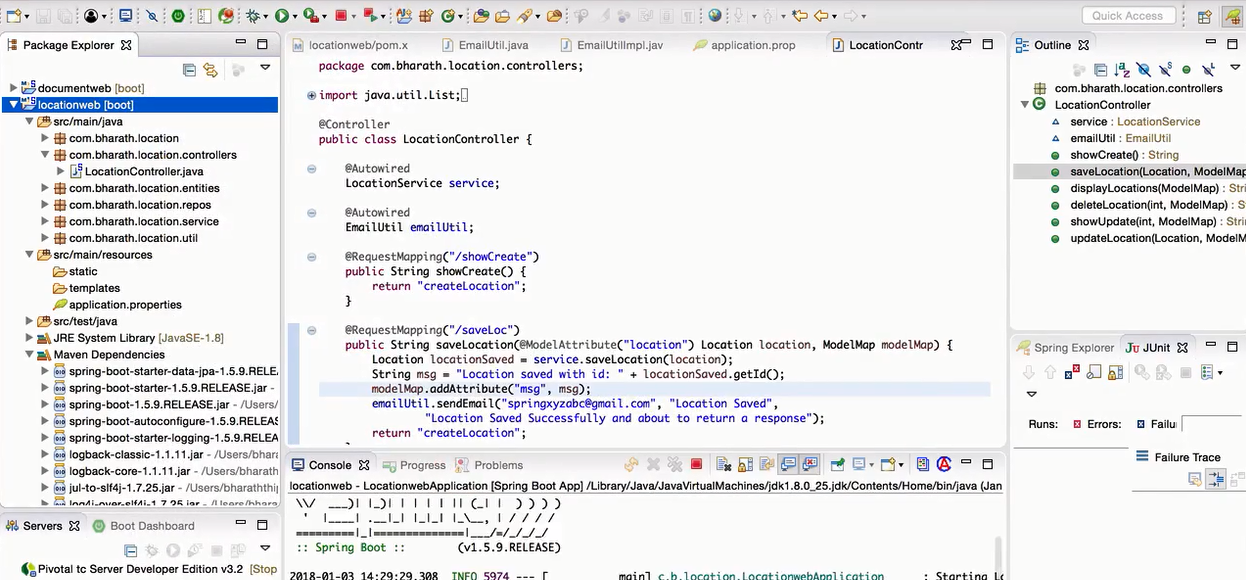 Quick Access
Package Explorer
documentweb [boot]
locationweb [boot]
src/main/java
com.bharath.location
com.bharath.location.controllers
LocationController.java
com.bharath.location.entities
com.bharath.location.repos
com.bharath.location.service
com.bharath.location.util
src/main/resources
static
templates
application.properties
src/test/java
JRE System Library [JavaSE-1.8]
Maven Dependencies
spring-boot-starter-data-jpa-1.5.9.REL
spring-boot-starter-1.5.9.RELEASE.jar
spring-boot-1.5.9.RELEASE.jar - /Users
spring-boot-autoconfigure-1.5.9.RELEA
spring-boot-starter-logging-1.5.9.RELE
logback-classic-1.1.11.jar - /Users/bhara
logback-core-1.1.11.jar - /Users/bharath
jul-to-slf4j-1.7.25.jar - /Users/bharatthip
log4j-over-slf4j-1.7.25.jar - /Users/bhara
Servers Boot Dashboard
Pivotal tc Server Developer Edition v3.2 [Stop
locationweb/pom.x EmailUtil.java EmailUtilImpl.jav application.prop LocationContr
package com.bharath.location.controllers;
import java.util.List;
@Controller
public class LocationController {
@Autowired
LocationService service;
@Autowired
EmailUtil emailUtil;
@RequestMapping("/showCreate")
public String showCreate() {
return "createLocation";
}
@RequestMapping("/saveLoc")
public String saveLocation(@ModelAttribute("location") Location location, ModelMap modelMap) {
Location locationSaved = service.saveLocation(location);
String msg = "Location saved with id: " + locationSaved.getId();
modelMap.addAttribute("msg", msg);
emailUtil.sendEmail("springxyzabc@gmail.com", "Location Saved",
"Location Saved Successfully and about to return a response");
return "createLocation";
Console Progress Problems
locationweb - LocationwebApplication [Spring Boot App] /Library/Java/JavaVirtualMachines/jdk1.8.0_25.jdk/Contents/Home/bin/java (Jan
\\/ ___)| |_)| | | | | || (_| | ) ) ) )
' |____| .__|_| |_|_| |_\__, | / / / /
=========|_|==============|___/=/_/_/_/
:: Spring Boot :: (v1.5.9.RELEASE)
2018-01-03 14:29:29.308 INFO 5974 --- [ main] c.b.location.LocationwebApplication : Starting Lo
Outline
com.bharath.location.controllers
LocationController
service : LocationService
emailUtil : EmailUtil
showCreate() : String
saveLocation(Location, ModelMap
displayLocations(ModelMap) : S
deleteLocation(int, ModelMap) :
showUpdate(int, ModelMap) : St
updateLocation(Location, ModelM
Spring Explorer JUnit
Runs: Errors: Failu
Failure Trace